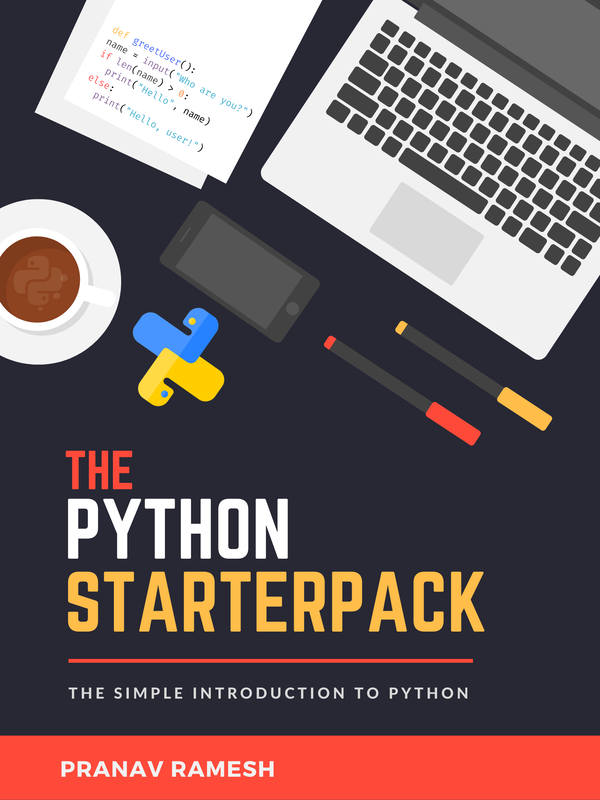 def greetUser():
name = input("Who are you?")
if len(name) > 0:
print("Hello", name)
else:
print("Hello, user!")
THE
PYTHON
STARTERPACK
THE SIMPLE INTRODUCTION TO PYTHON
PRANAV RAMESH